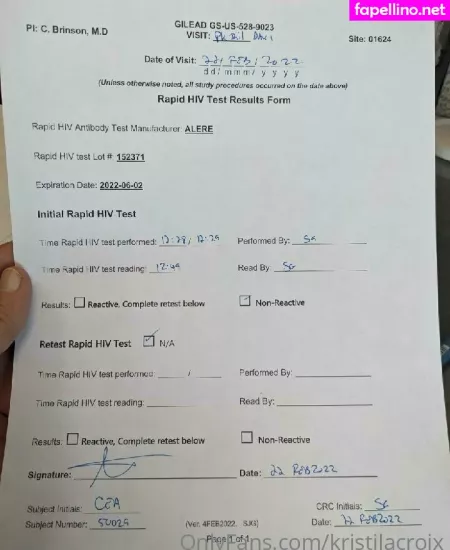 fapellino.net
PI: C. Brinson, M.D
GILEAD GS-US-528-9023
VISIT: Day 1
Site: 01624
Date of Visit: 22/FEB/2022
dd/mmm/yyyy
(Unless otherwise noted, all study procedures occurred on the date above)
Rapid HIV Test Results Form
Rapid HIV Antibody Test Manufacturer: ALERE
Rapid HIV test Lot #: 152371
Expiration Date: 2022-06-02
Initial Rapid HIV Test
Time Rapid HIV test performed: Performed By: SG
Time Rapid HIV test reading: 12:49 Read By SG
Results: Reactive, Complete retest below Non-Reactive
Retest Rapid HIV Test N/A
Time Rapid HIV test performed: / Performed By:
Time Rapid HIV test reading: Read By:
Results: Reactive, Complete retest below Non-Reactive
Signature: Date: 22 FEB2022
Subject Initials: CEA CRC Initials: SG
Subject Number: Date: 22 FEB2022
(Ver. 4FEB2022 Page 1 of 1
OnlyFans.com/kristilacroix